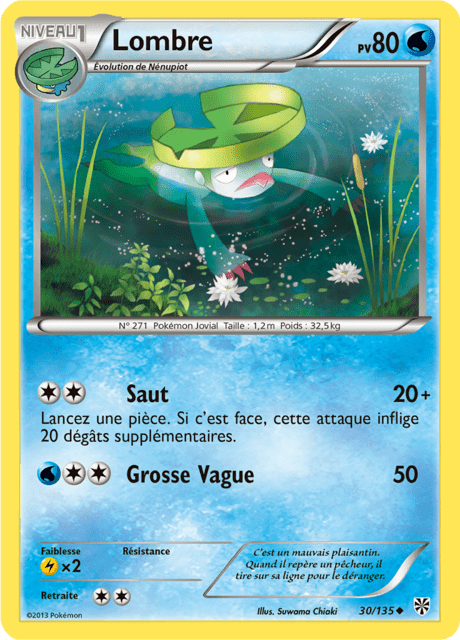 NIVEAU 1
Lombre
PV 80
Évolution de Nénupiot
N° 271 Pokémon Jovial Taille : 1,2 m Poids : 32,5 kg
Saut 20+
Lancez une pièce. Si c'est face, cette attaque inflige
20 dégâts supplémentaires.
Grosse Vague 50
Faiblesse Résistance
×2
Retraite
C'est un mauvais plaisantin.
Quand il repère un pêcheur, il
tire sur sa ligne pour le déranger.
©2013 Pokémon
Illus. Suwama Chiaki 30/135